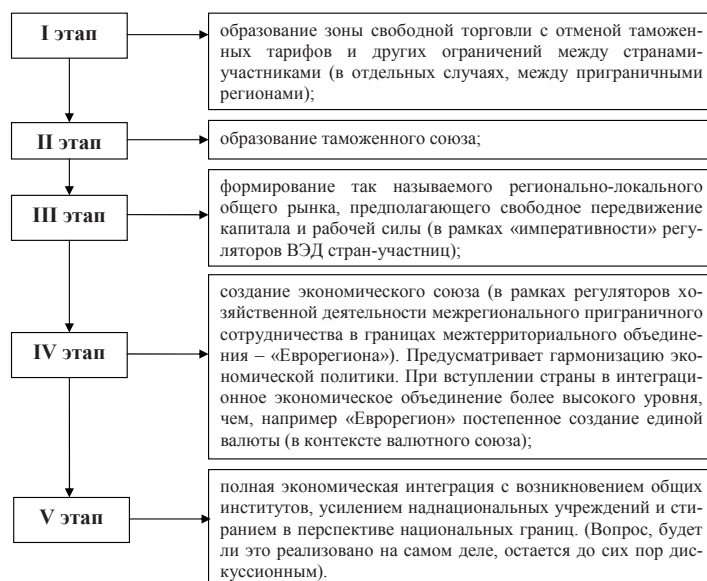 I этап
образование зоны свободной торговли с отменой таможен-
ных тарифов и других ограничений между странами-
участниками (в отдельных случаях, между приграничными
регионами);
II этап
образование таможенного союза;
III этап
формирование так называемого регионально-локального
общего рынка, предполагающего свободное передвижение
капитала и рабочей силы (в рамках «императивности» регу-
ляторов ВЭД стран-участниц);
IV этап
создание экономического союза (в рамках регуляторов хо-
зяйственной деятельности межрегионального приграничного
сотрудничества в границах межтерриториального объедине-
ния – «Еврорегиона»). Предусматривает гармонизацию эко-
номической политики. При вступлении страны в интеграци-
онное экономическое объединение более высокого уровня,
чем, например «Еврорегион» постепенное создание единой
валюты (в контексте валютного союза);
V этап
полная экономическая интеграция с возникновением общих
институтов, усилением наднациональных учреждений и сти-
ранием в перспективе национальных границ. (Вопрос, будет
ли это реализовано на самом деле, остается до сих пор дис-
куссионным).